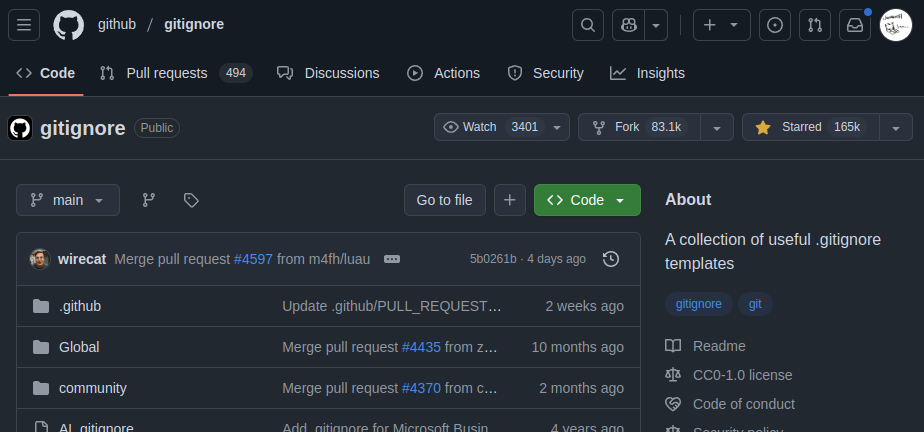 github / gitignore
Code Pull requests 494 Discussions Actions Security Insights
gitignore Public Watch 3401 Fork 83.1k Starred 165k
main Go to file Code
About
A collection of useful .gitignore
templates
wirecat Merge pull request #4597 from m4fh/luau 5b0261b · 4 days ago
.github Update .github/PULL_REQUEST… 2 weeks ago
gitignore git
Global Merge pull request #4435 from z… 10 months ago
Readme
CC0-1.0 license
community Merge pull request #4370 from c… 2 months ago
Code of conduct
AL.gitignore Add .gitignore for Microsoft Busin 4 years ago
Security policy